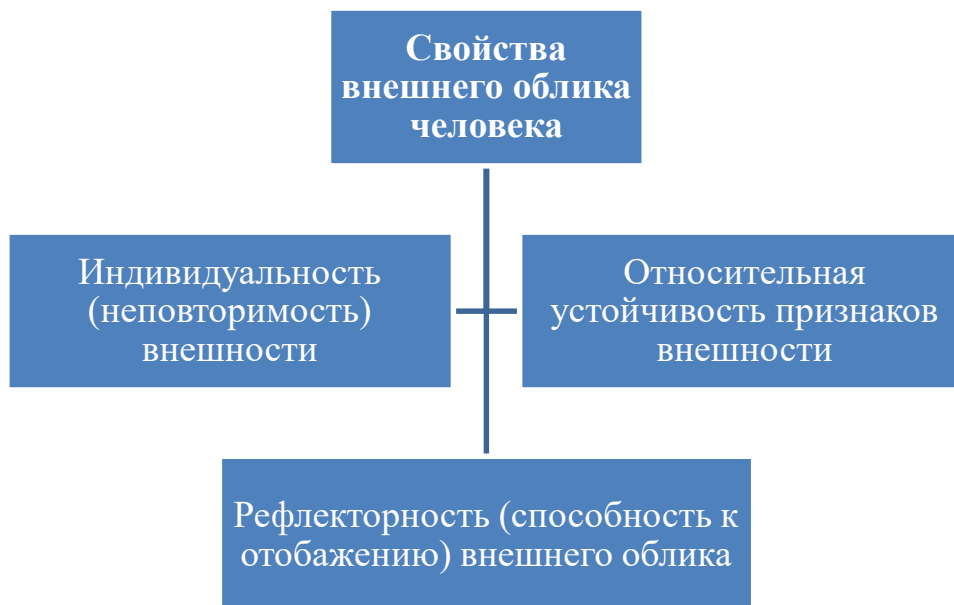 Свойства
внешнего облика
человека
Индивидуальность
(неповторимость)
внешности
Относительная
устойчивость признаков
внешности
Рефлекторность (способность к
отобажению) внешнего облика